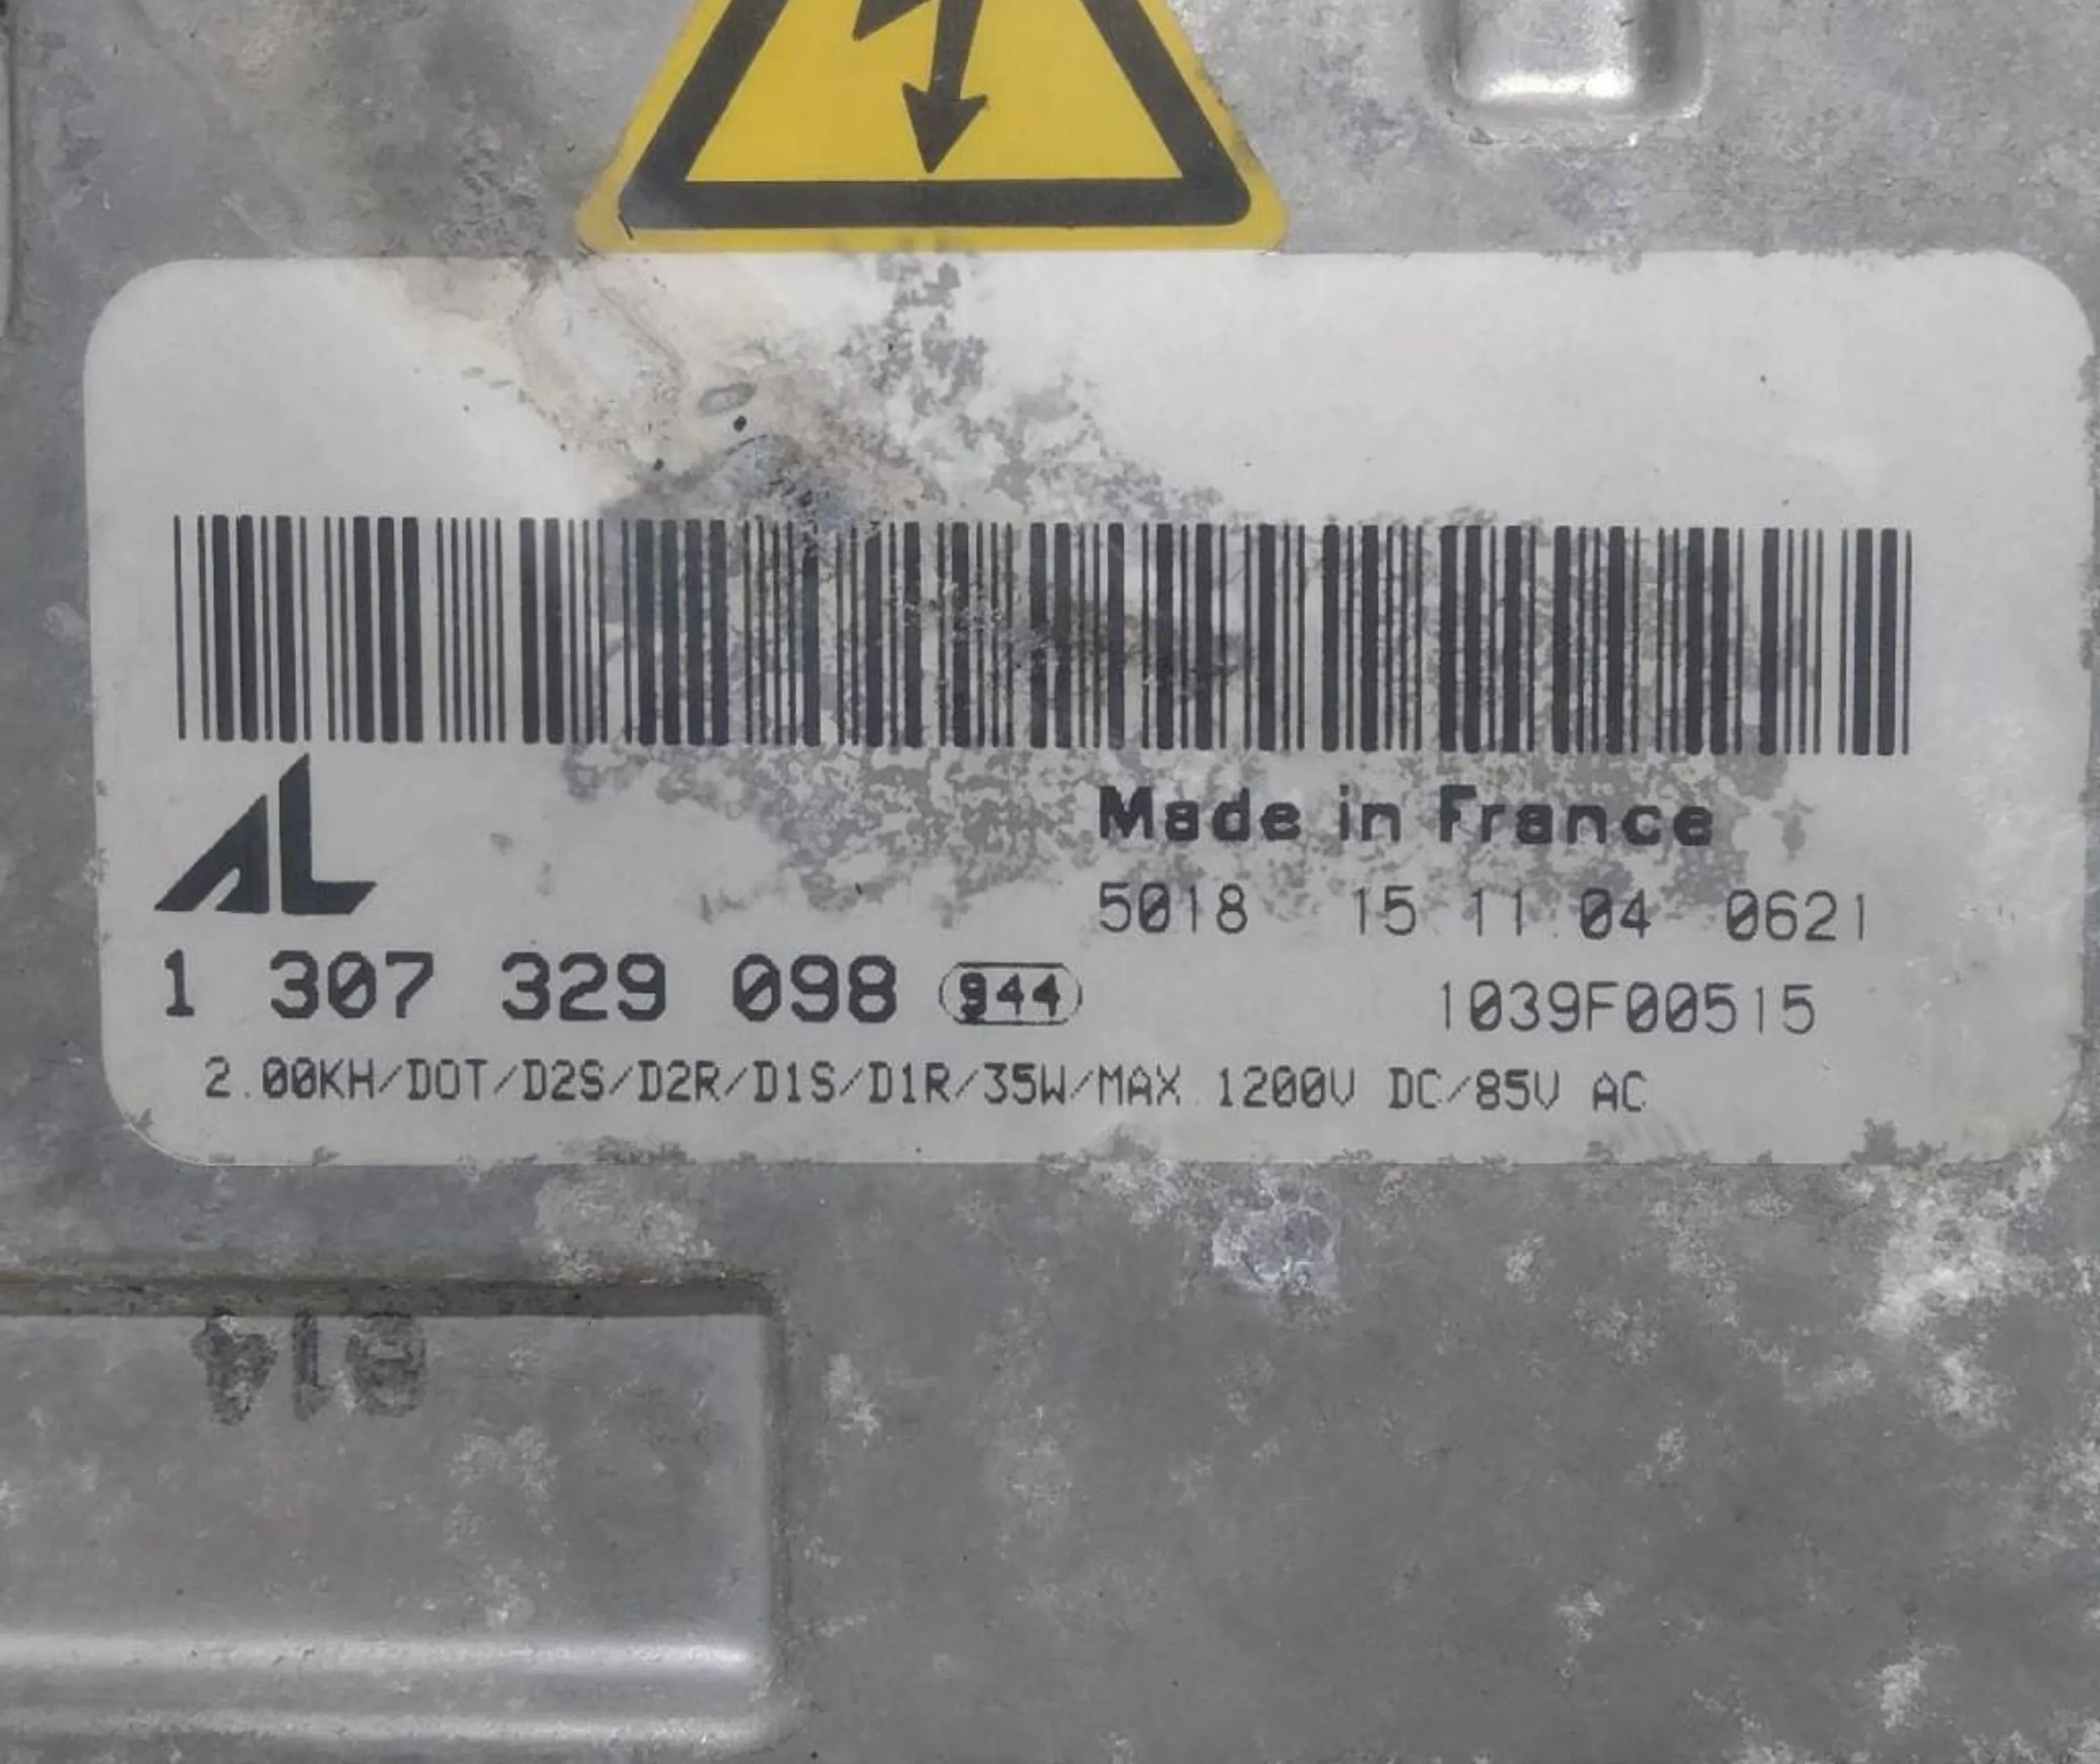 AL
Made in France
5018 15 11 04 0621
1 307 329 098 944
1039F00515
2.00KH/DOT/D2S/D2R/D1S/D1R/35W/MAX 1200V DC/85V AC